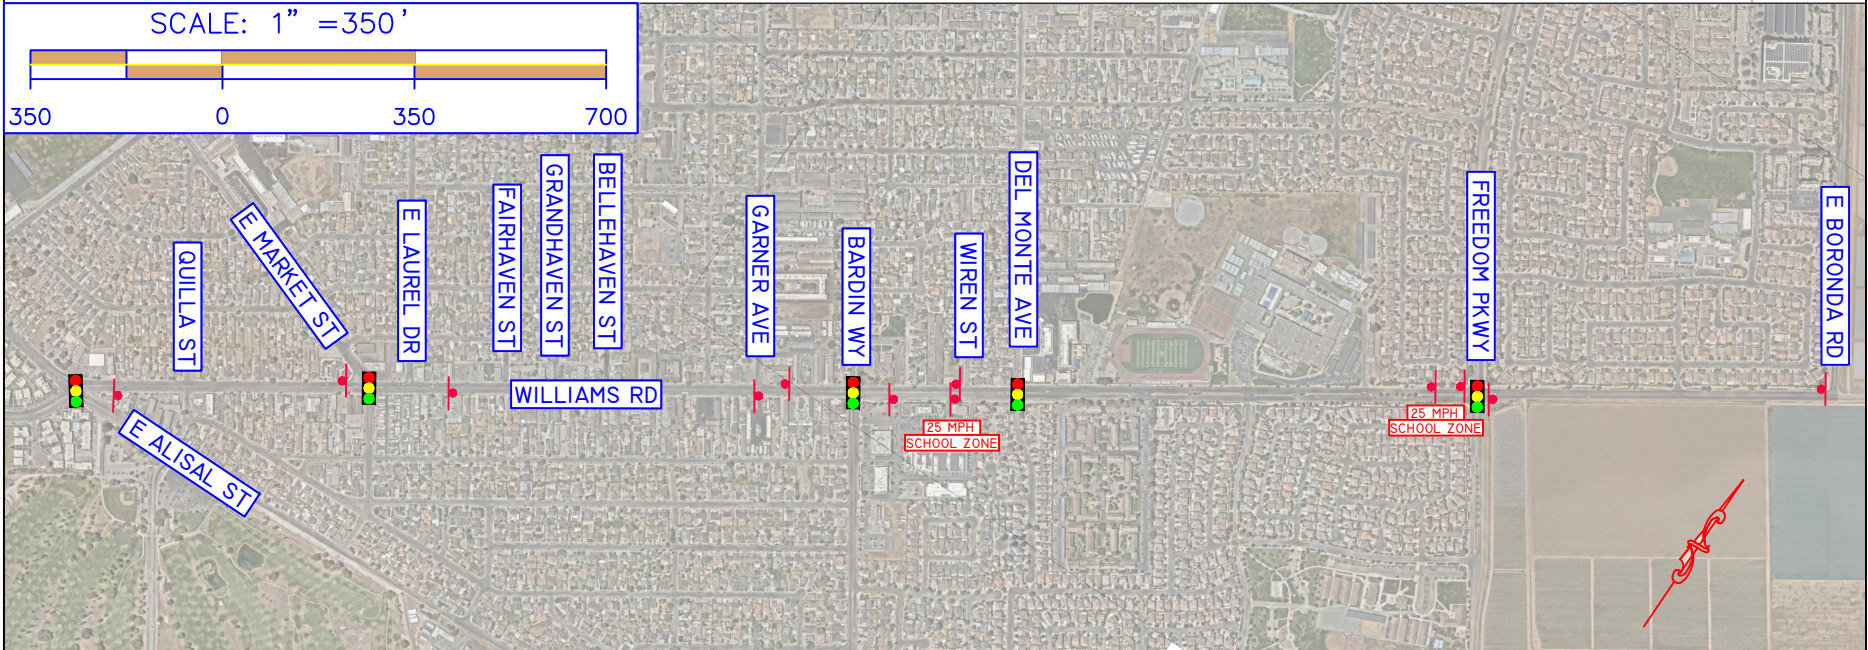 SCALE: 1” =350'
350 0 350 700
QUILLA ST
E MARKET ST
E LAUREL DR
FAIRHAVEN ST
GRANDHAVEN ST
BELLEHAVEN ST
GARNER AVE
BARDIN WY
WIREN ST
DEL MONTE AVE
FREEDOM PKWY
E BORONDA RD
WILLIAMS RD
E ALISAL ST
25 MPH
SCHOOL ZONE
25 MPH
SCHOOL ZONE